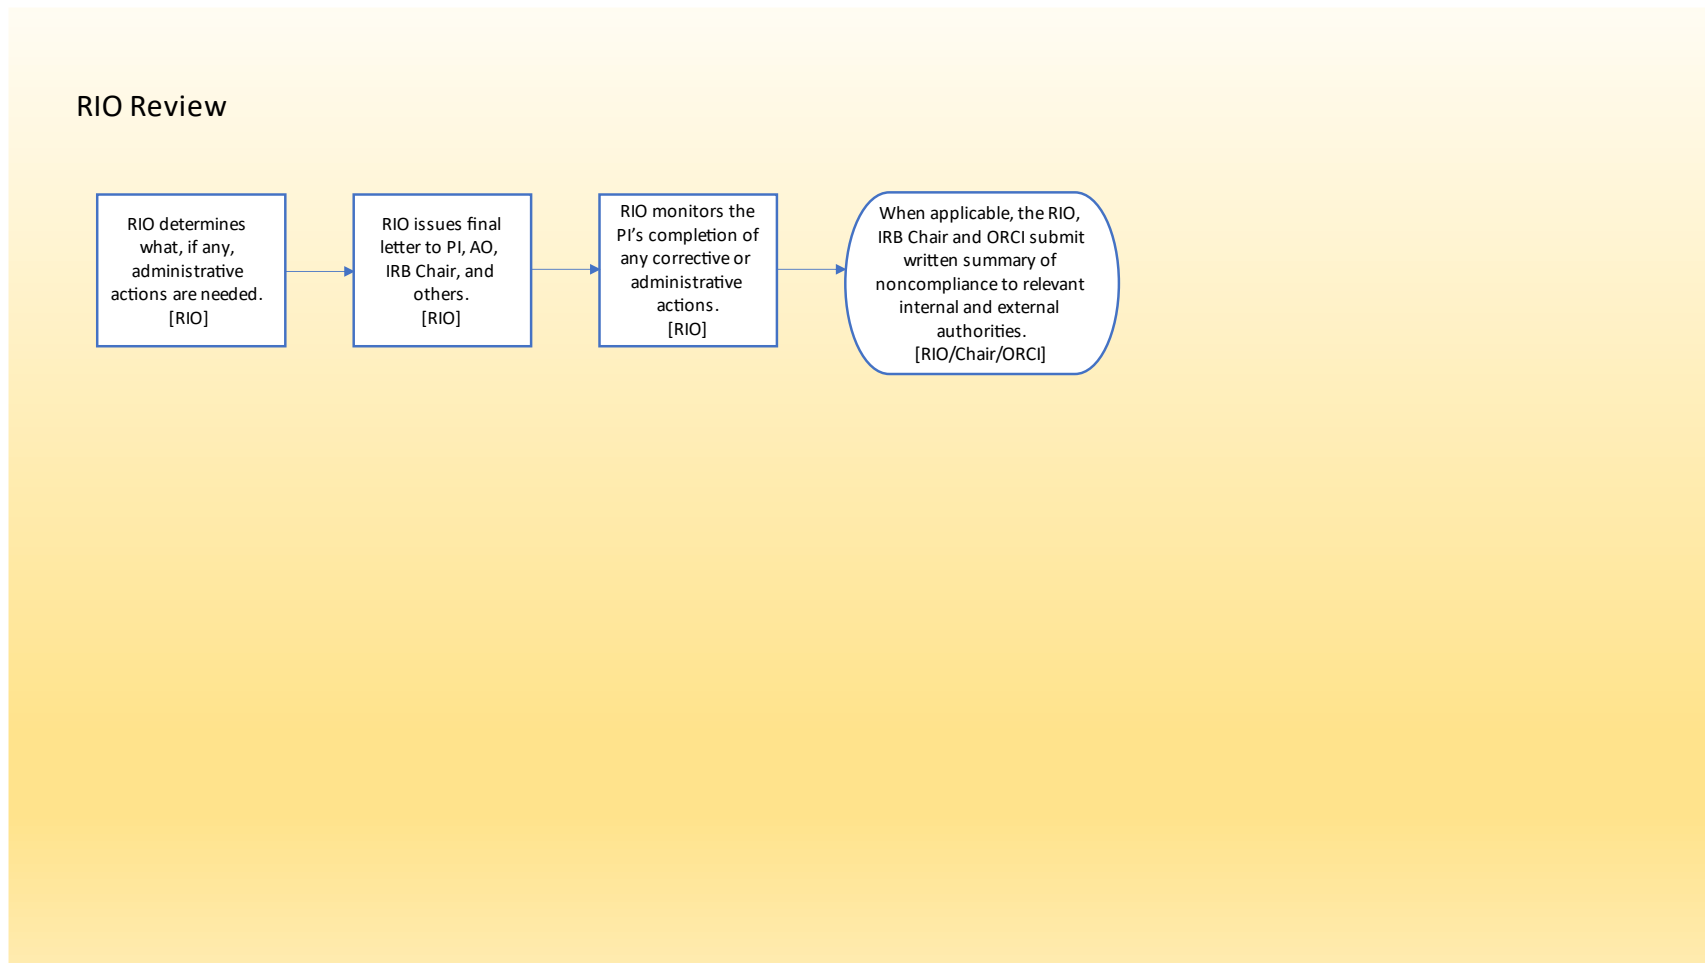 RIO Review
RIO determines
what, if any,
administrative
actions are needed.
[RIO]
RIO issues final
letter to PI, AO,
IRB Chair, and
others.
[RIO]
RIO monitors the
PI’s completion of
any corrective or
administrative
actions.
[RIO]
When applicable, the RIO,
IRB Chair and ORCI submit
written summary of
noncompliance to relevant
internal and external
authorities.
[RIO/Chair/ORCI]